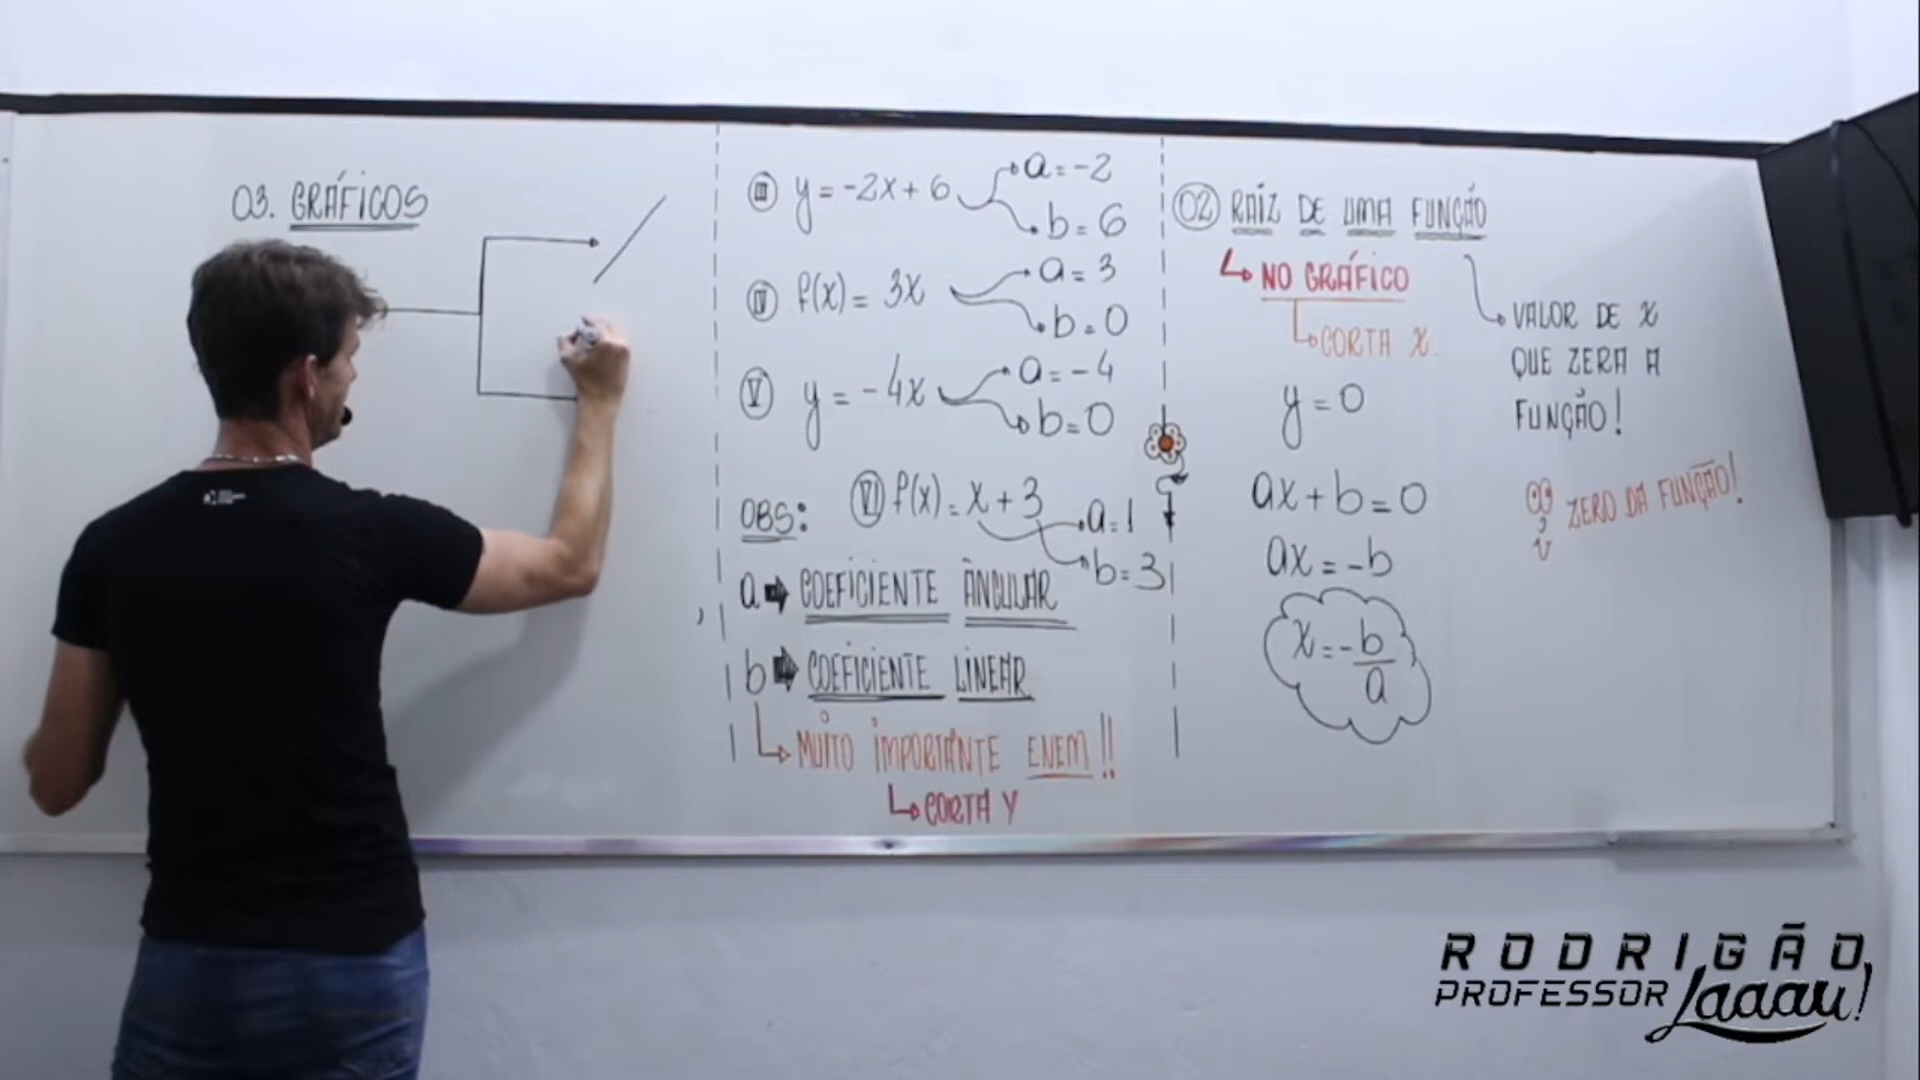 03. GRÁFICOS
III y = -2x + 6
a = -2
b = 6
IV f(x) = 3x
a = 3
b = 0
V y = -4x
a = -4
b = 0
OBS:
VI f(x) = x + 3
a = 1
b = 3
a → COEFICIENTE ANGULAR
b → COEFICIENTE LINEAR
MUITO IMPORTANTE ENEM!!
CORTA Y
02 RAIZ DE UMA FUNÇÃO
NO GRÁFICO
CORTA X
VALOR DE X
QUE ZERA A
FUNÇÃO!
y = 0
ax + b = 0
ZERO DA FUNÇÃO!
ax = -b
x = -b/a
RODRIGÃO
PROFESSOR Laaau!